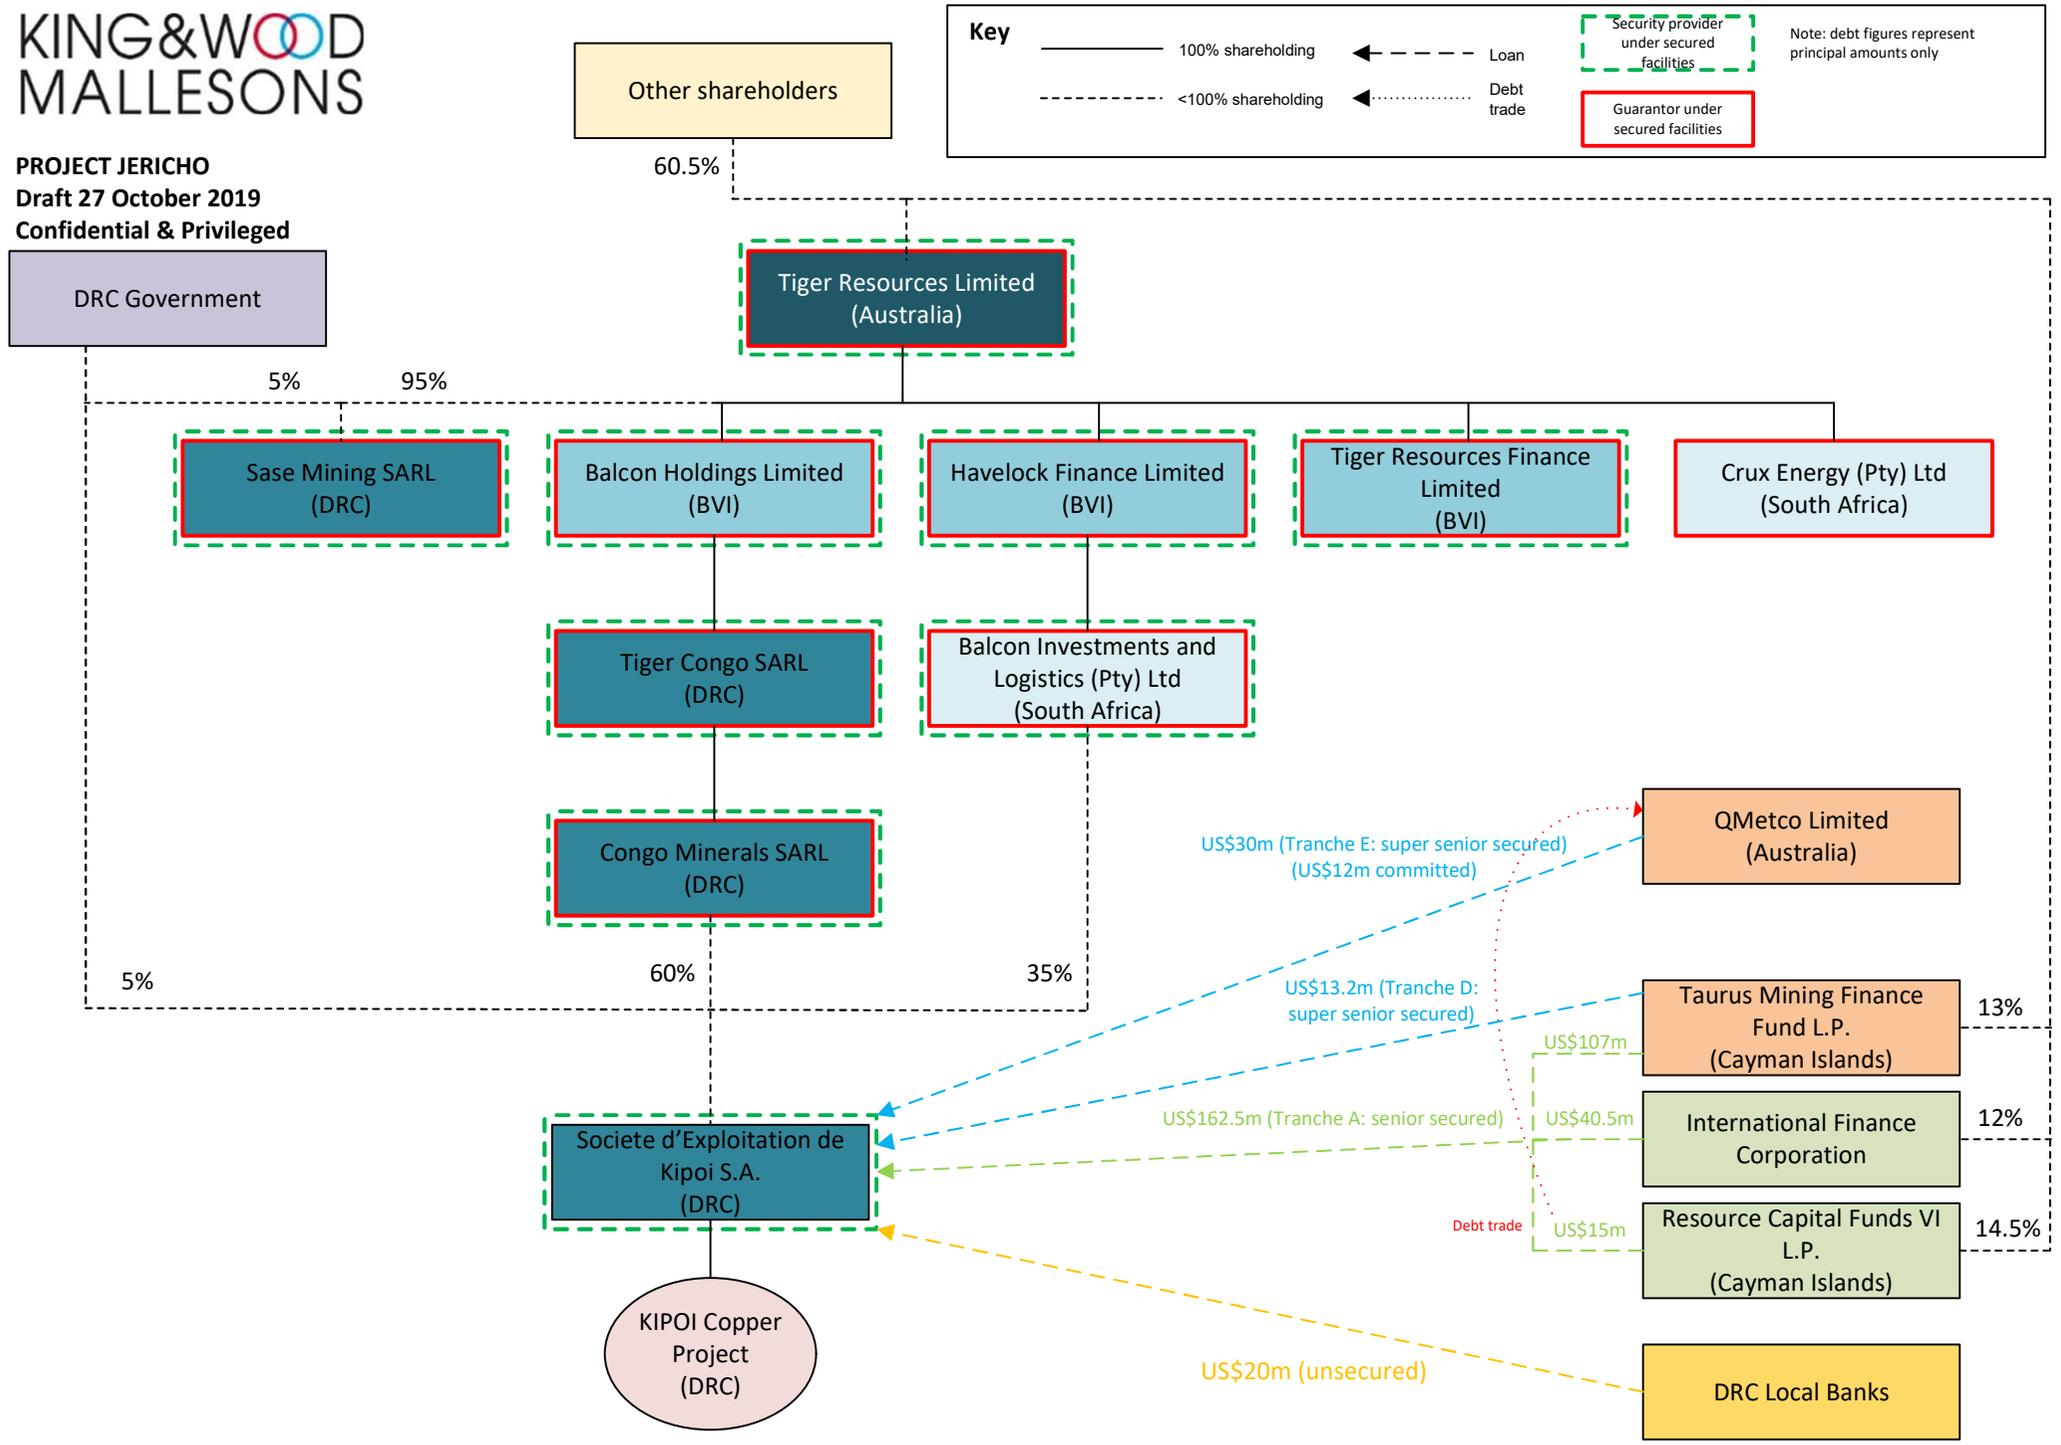 KING&WOOD
MALLESONS
PROJECT JERICHO
Draft 27 October 2019
Confidential & Privileged
Key
100% shareholding
<100% shareholding
Loan
Debt
trade
Security provider
under secured
facilities
Guarantor under
secured facilities
Note: debt figures represent
principal amounts only
Other shareholders
60.5%
DRC Government
Tiger Resources Limited
(Australia)
5%
95%
Sase Mining SARL
(DRC)
Balcon Holdings Limited
(BVI)
Havelock Finance Limited
(BVI)
Tiger Resources Finance
Limited
(BVI)
Crux Energy (Pty) Ltd
(South Africa)
Tiger Congo SARL
(DRC)
Balcon Investments and
Logistics (Pty) Ltd
(South Africa)
Congo Minerals SARL
(DRC)
QMetco Limited
(Australia)
US$30m (Tranche E: super senior secured)
(US$12m committed)
5%
60%
35%
US$13.2m (Tranche D:
super senior secured)
Taurus Mining Finance
Fund L.P.
(Cayman Islands)
13%
US$107m
US$162.5m (Tranche A: senior secured)
US$40.5m
International Finance
Corporation
12%
Societe d’Exploitation de
Kipoi S.A.
(DRC)
Debt trade
US$15m
Resource Capital Funds VI
L.P.
(Cayman Islands)
14.5%
KIPOI Copper
Project
(DRC)
US$20m (unsecured)
DRC Local Banks